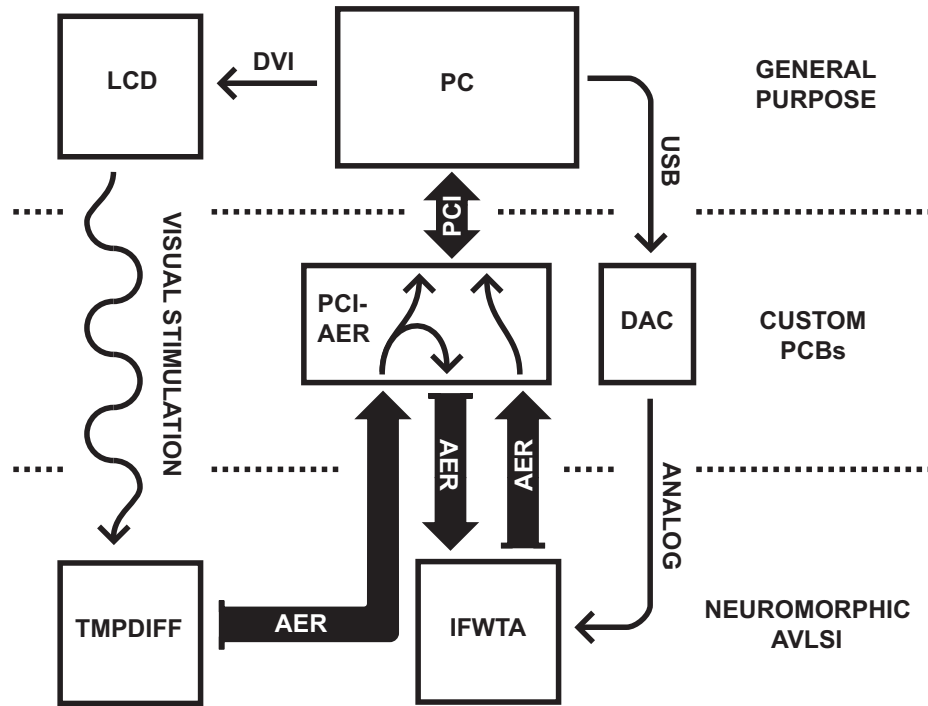 LCD
DVI
PC
GENERAL
PURPOSE
USB
PCI
VISUAL STIMULATION
PCI-
AER
DAC
CUSTOM
PCBs
AER
AER
ANALOG
TMPDIFF
AER
IFWTA
NEUROMORPHIC
AVLSI